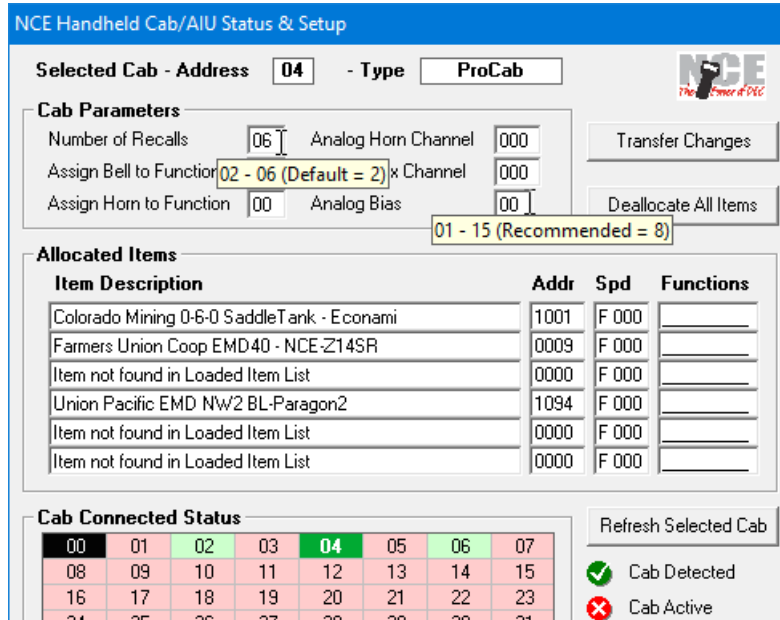 NCE Handheld Cab/AIU Status & Setup
Selected Cab - Address 04 - Type ProCab
NCE
Cab Parameters
Number of Recalls 06 Analog Horn Channel 000
Transfer Changes
Assign Bell to Function x Channel 000
02 - 06 (Default = 2)
Assign Horn to Function 00 Analog Bias 00
Deallocate All Items
01 - 15 (Recommended = 8)
Allocated Items
Item Description Addr Spd Functions
Colorado Mining 0-6-0 SaddleTank - Econami 1001 F 000
Farmers Union Coop EMD40 - NCE-Z14SR 0009 F 000
Item not found in Loaded Item List 0000 F 000
Union Pacific EMD NW2 BL-Paragon2 1094 F 000
Item not found in Loaded Item List 0000 F 000
Item not found in Loaded Item List 0000 F 000
Cab Connected Status
Refresh Selected Cab
00 01 02 03 04 05 06 07
08 09 10 11 12 13 14 15
Cab Detected
16 17 18 19 20 21 22 23
Cab Active